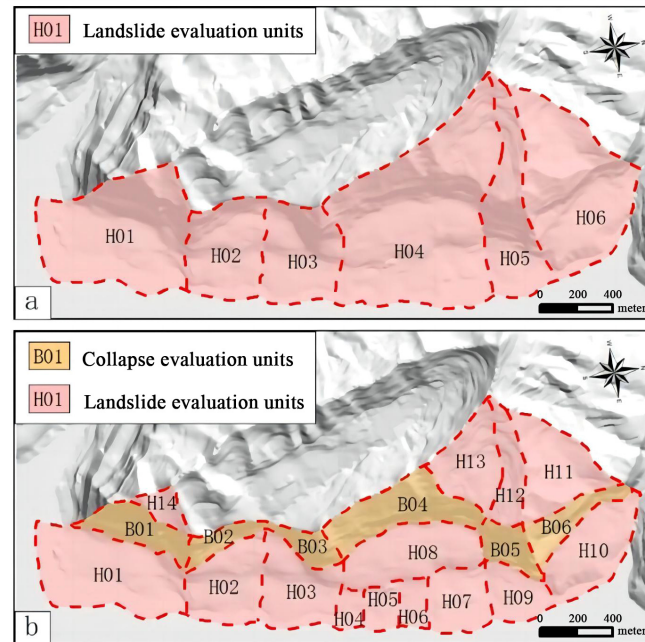 H01 Landslide evaluation units
H01
H02
H03
H04
H05
H06
0 200 400
meter
a
B01 Collapse evaluation units
H01 Landslide evaluation units
H13
H11
H14
H12
B04
B01
B02
B06
B03
B05
H08
H10
H01
H02
H03
H05
H07
H09
H04
H06
0 200 400
meter
b